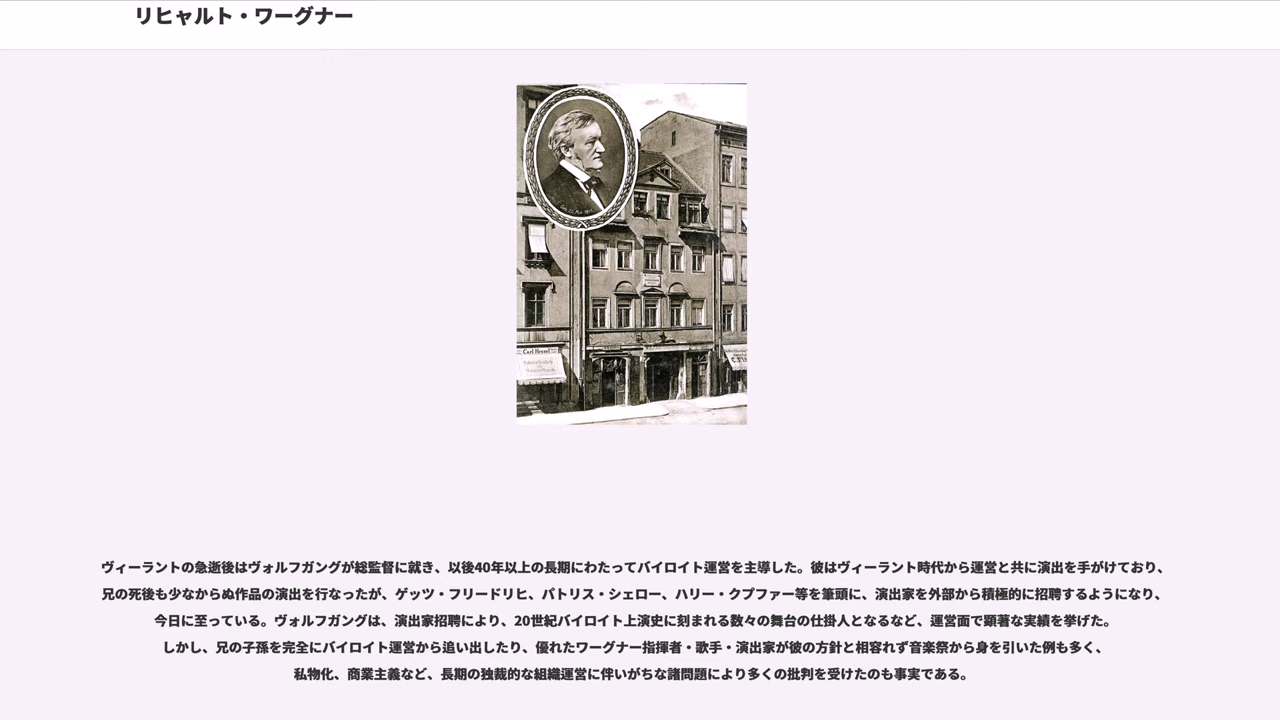 リヒャルト・ワーグナー
Carl Hessel
ヴィーラントの急逝後はヴォルフガングが総監督に就き、以後40年以上の長期にわたってバイロイト運営を主導した。彼はヴィーラント時代から運営と共に演出を手がけており、
兄の死後も少なからぬ作品の演出を行なったが、ゲッツ・フリードリヒ、パトリス・シェロー、ハリー・クプファー等を筆頭に、演出家を外部から積極的に招聘するようになり、
今日に至っている。ヴォルフガングは、演出家招聘により、20世紀バイロイト上演史に刻まれる数々の舞台の仕掛人となるなど、運営面で顕著な実績を挙げた。
しかし、兄の子孫を完全にバイロイト運営から追い出したり、優れたワーグナー指揮者・歌手・演出家が彼の方針と相容れず音楽祭から身を引いた例も多く、
私物化、商業主義など、長期の独裁的な組織運営に伴いがちな諸問題により多くの批判を受けたのも事実である。